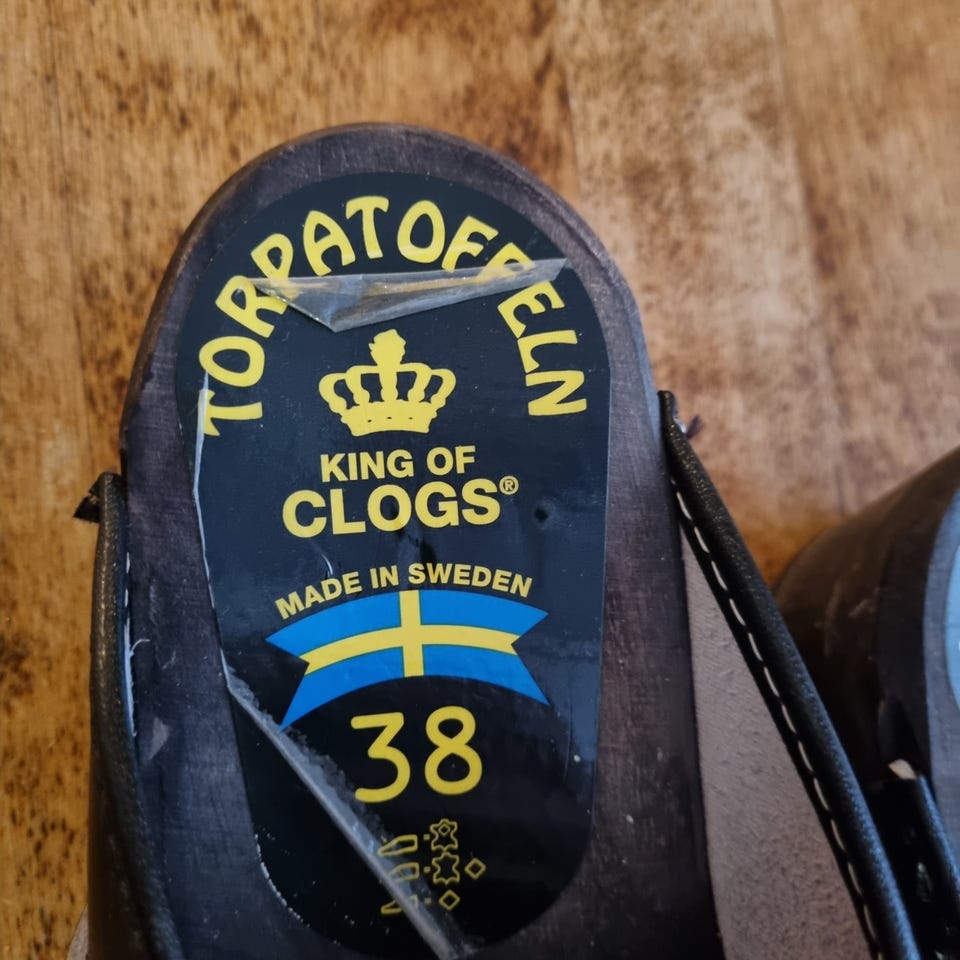 TORPATOFFELN
KING OF
CLOGS®
MADE IN SWEDEN
38